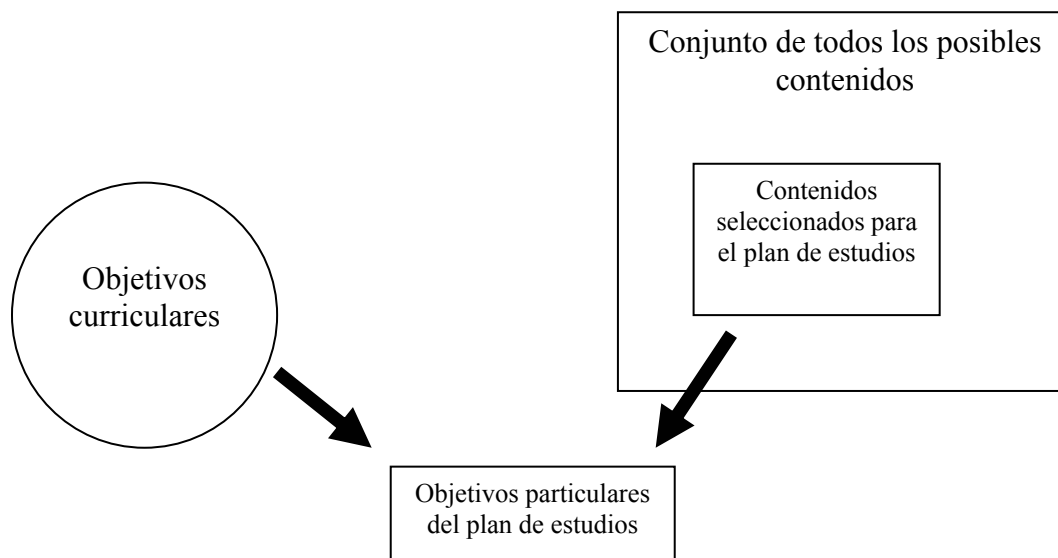 Conjunto de todos los posibles
contenidos
Contenidos
seleccionados para
el plan de estudios
Objetivos
curriculares
Objetivos particulares
del plan de estudios